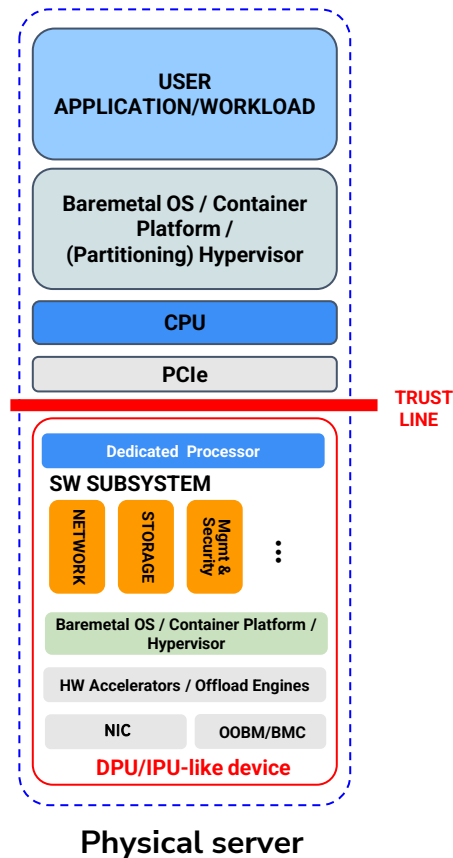 USER
APPLICATION/WORKLOAD
Baremetal OS / Container
Platform /
(Partitioning) Hypervisor
CPU
PCIe
TRUST
LINE
Dedicated Processor
SW SUBSYSTEM
NETWORK
STORAGE
Mgmt &
Security
...
Baremetal OS / Container Platform /
Hypervisor
HW Accelerators / Offload Engines
NIC
OOBM/BMC
DPU/IPU-like device
Physical server